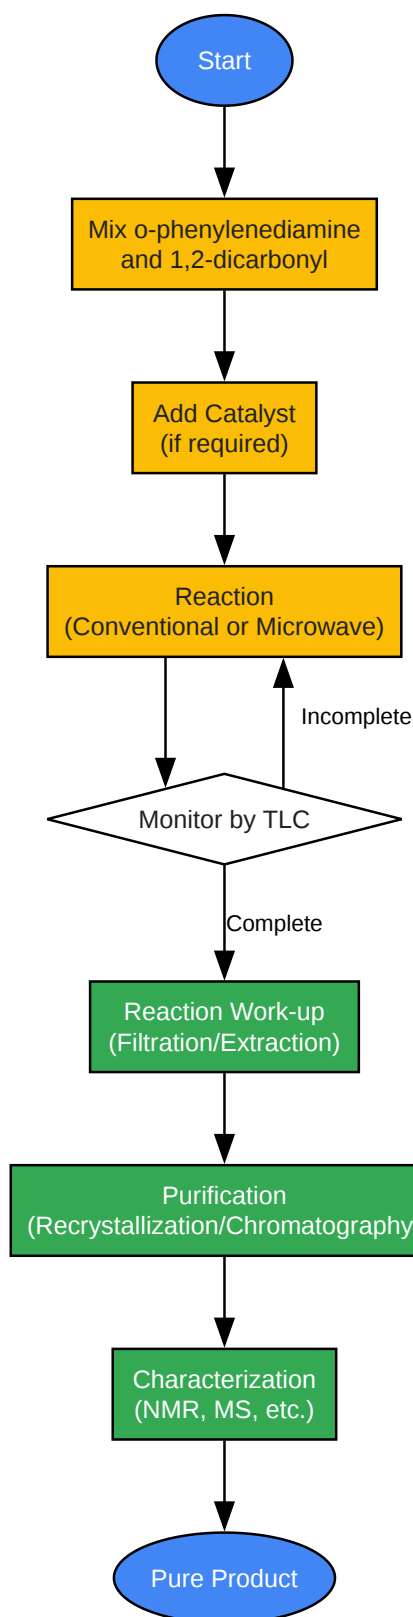 Start
Mix o-phenylenediamine
and 1,2-dicarbonyl
Add Catalyst
(if required)
Reaction
(Conventional or Microwave)
Incomplete
Monitor by TLC
Complete
Reaction Work-up
(Filtration/Extraction)
Purification
(Recrystallization/Chromatography
Characterization
(NMR, MS, etc.)
Pure Product